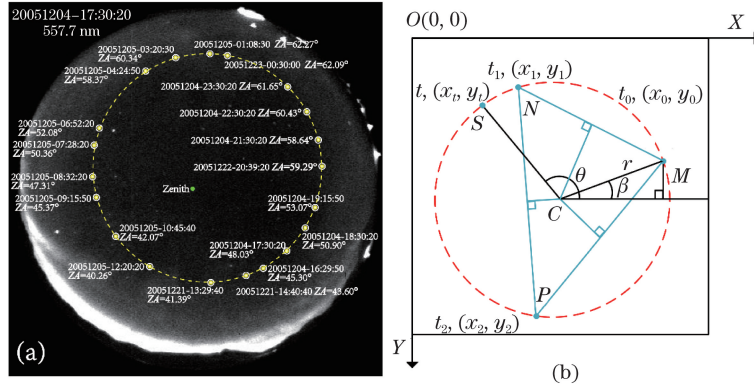 20051204-17:30:20
557.7 nm
20051205-01:08:30 ZA=62.27°
20051205-03:20:30
ZA=60.34°
20051223-00:30:00 ZA=62.09°
20051205-04:24:50
ZA=58.37°
20051204-23:30:20
ZA=61.65°
20051204-22:30:20
ZA=60.43°
20051205-06:52:20
ZA=52.08°
20051204-21:30:20
ZA=58.64°
20051205-07:28:20
ZA=50.36°
20051222-20:39:20 ZA=59.29°
20051205-08:32:20
ZA=47.31°
Zenith
20051205-09:15:50
ZA=45.37°
20051204-19:15:50
ZA=53.07°
20051205-10:45:40
ZA=42.07°
20051204-18:30:20
ZA=50.90°
20051204-17:30:20
ZA=48.03°
20051205-12:20:20
ZA=40.26°
20051204-16:29:50
ZA=45.30°
20051221-13:29:40
ZA=41.39°
20051221-14:40:40 ZA=43.60°
(a)
O(0, 0)
X
t₁, (x₁, y₁)
t, (xₜ, yₜ)
t₀, (x₀, y₀)
N
S
M
r
θ
β
C
P
t₂, (x₂, y₂)
Y
(b)